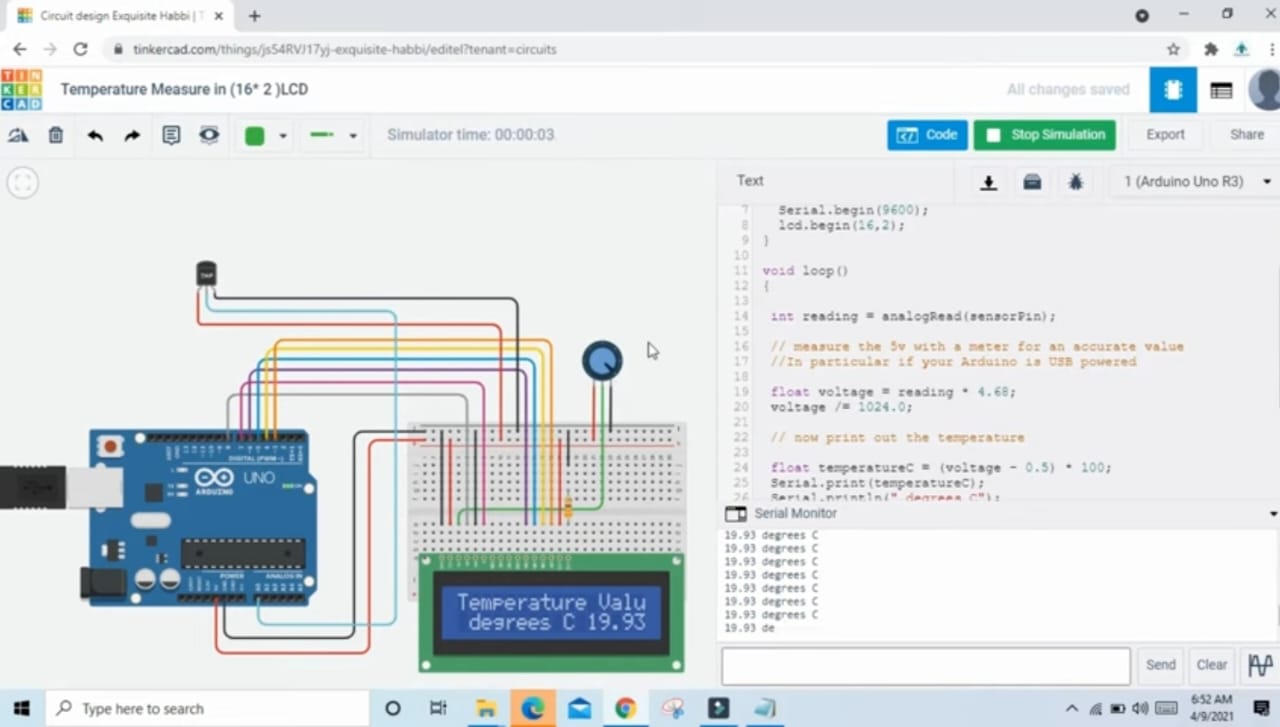 Circuit design Exquisite Habbi | T
tinkercad.com/things/js54RVJ17yj-exquisite-habbi/editel?tenant=circuits
TIN
KER
CAD
Temperature Measure in (16* 2 )LCD
All changes saved
Simulator time: 00:00:03
Code
Stop Simulation
Export
Share
Text
1 (Arduino Uno R3)
7 Serial.begin(9600);
8 lcd.begin(16,2);
9 }
10
11 void loop()
12 {
13
14 int reading = analogRead(sensorPin);
15
16 // measure the 5v with a meter for an accurate value
17 //In particular if your Arduino is USB powered
18
19 float voltage = reading * 4.68;
20 voltage /= 1024.0;
21
22 // now print out the temperature
23
24 float temperatureC = (voltage - 0.5) * 100;
25 Serial.print(temperatureC);
26 Serial.println(" degrees C");
TMP
DIGITAL (PWM~)
UNO
ARDUINO
POWER
ANALOG IN
Temperature Valu
degrees C 19.93
Serial Monitor
19.93 degrees C
19.93 degrees C
19.93 degrees C
19.93 degrees C
19.93 degrees C
19.93 degrees C
19.93 degrees C
19.93 de
Send
Clear
Type here to search
6:52 AM
4/9/2021